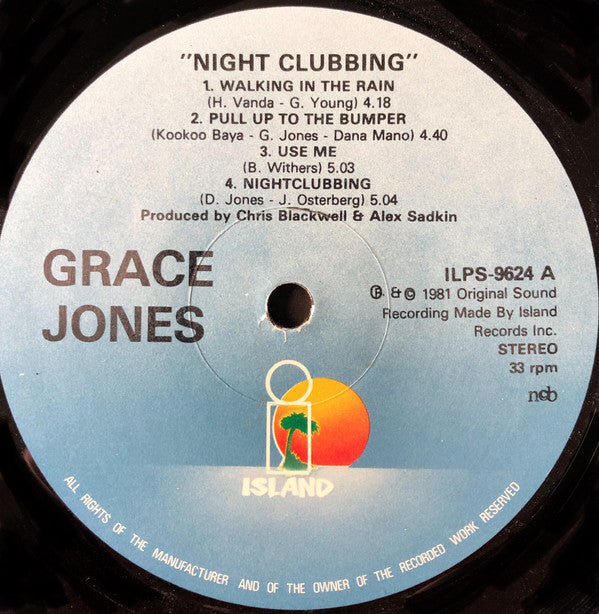 "NIGHT CLUBBING"
1. WALKING IN THE RAIN
(H. Vanda - G. Young) 4.18
2. PULL UP TO THE BUMPER
(Kookoo Baya - G. Jones - Dana Mano) 4.40
3. USE ME
(B. Withers) 5.03
4. NIGHTCLUBBING
(D. Jones - J. Osterberg) 5.04
Produced by Chris Blackwell & Alex Sadkin
GRACE
JONES
ILPS-9624 A
℗ & © 1981 Original Sound
Recording Made By Island
Records Inc.
STEREO
33 rpm
ncb
ISLAND
ALL RIGHTS OF THE MANUFACTURER AND OF THE OWNER OF THE RECORDED WORK RESERVED